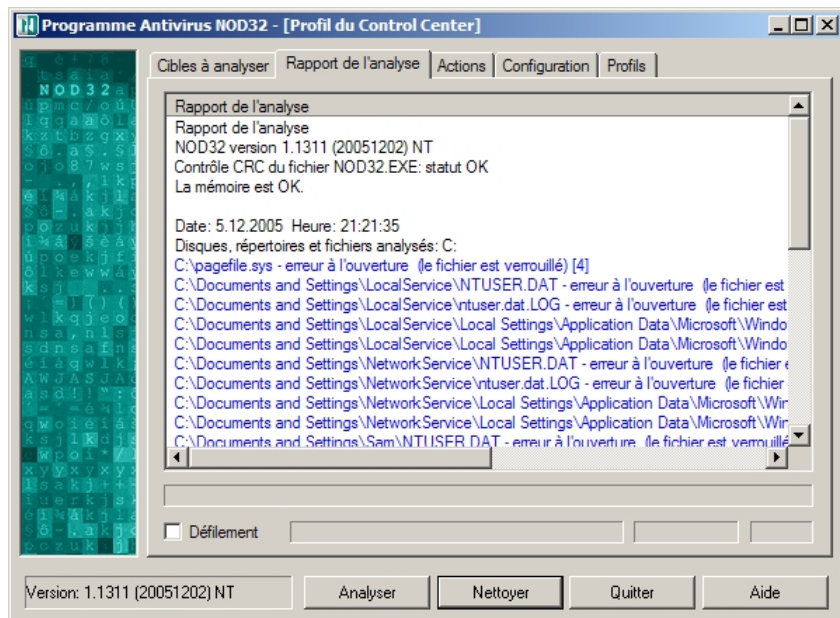 Programme Antivirus NOD32 - [Profil du Control Center]
Cibles à analyser
Rapport de l'analyse
Actions
Configuration
Profils
NOD32
Rapport de l'analyse
Rapport de l'analyse
NOD32 version 1.1311 (20051202) NT
Contrôle CRC du fichier NOD32.EXE: statut OK
La mémoire est OK.
Date: 5.12.2005 Heure: 21:21:35
Disques, répertoires et fichiers analysés: C:
C:\pagefile.sys - erreur à l'ouverture (le fichier est verrouillé) [4]
C:\Documents and Settings\LocalService\NTUSER.DAT - erreur à l'ouverture (le fichier est
C:\Documents and Settings\LocalService\ntuser.dat.LOG - erreur à l'ouverture (le fichier est
C:\Documents and Settings\LocalService\Local Settings\Application Data\Microsoft\Windo
C:\Documents and Settings\LocalService\Local Settings\Application Data\Microsoft\Windo
C:\Documents and Settings\NetworkService\NTUSER.DAT - erreur à l'ouverture (le fichier e
C:\Documents and Settings\NetworkService\ntuser.dat.LOG - erreur à l'ouverture (le fichier
C:\Documents and Settings\NetworkService\Local Settings\Application Data\Microsoft\Win
C:\Documents and Settings\NetworkService\Local Settings\Application Data\Microsoft\Win
C:\Documents and Settings\Sam\NTUSER.DAT - erreur à l'ouverture (le fichier est verrouillé
Défilement
Version: 1.1311 (20051202) NT
Analyser
Nettoyer
Quitter
Aide